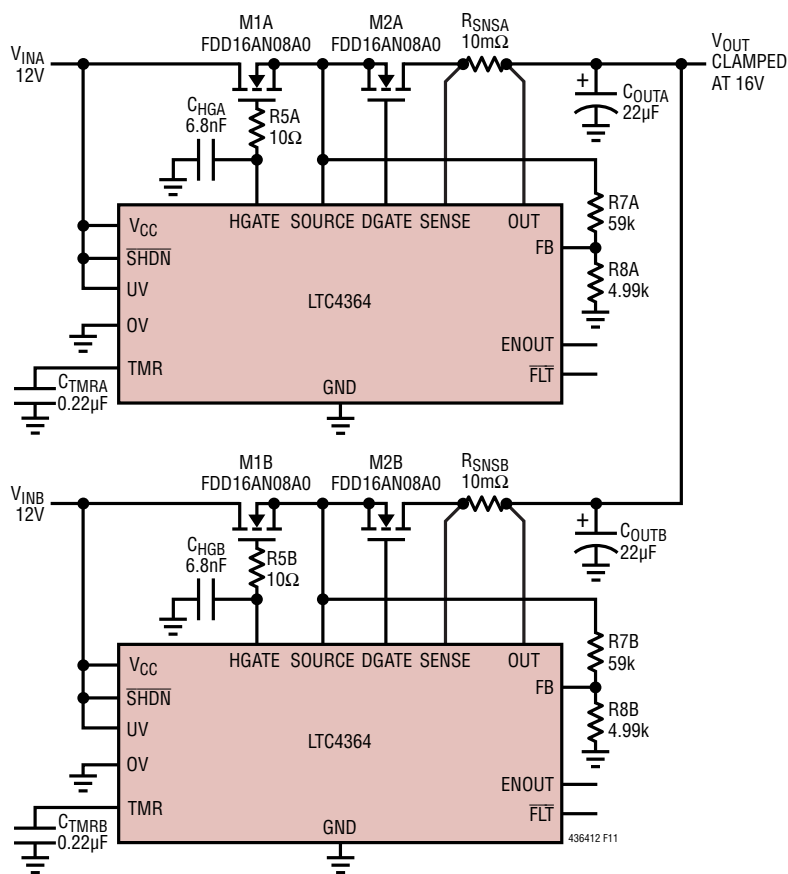 M1A
FDD16AN08A0
M2A
FDD16AN08A0
RSNSA
10mΩ
VINA
12V
VOUT
CLAMPED
AT 16V
CHGA
6.8nF
R5A
10Ω
+
COUTA
22µF
HGATE SOURCE DGATE SENSE OUT
R7A
59k
VCC
SHDN
UV
OV
TMR
FB
R8A
4.99k
LTC4364
ENOUT
FLT
GND
CTMRA
0.22µF
M1B
FDD16AN08A0
M2B
FDD16AN08A0
RSNSB
10mΩ
VINB
12V
CHGB
6.8nF
R5B
10Ω
+
COUTB
22µF
HGATE SOURCE DGATE SENSE OUT
R7B
59k
VCC
SHDN
UV
OV
TMR
FB
R8B
4.99k
LTC4364
ENOUT
FLT
GND
CTMRB
0.22µF
436412 F11